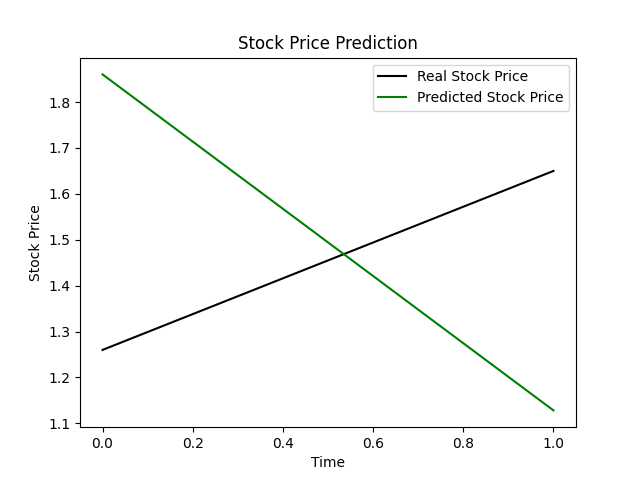 Stock Price Prediction
Real Stock Price
Predicted Stock Price
Stock Price
1.8
1.7
1.6
1.5
1.4
1.3
1.2
1.1
0.0 0.2 0.4 0.6 0.8 1.0
Time